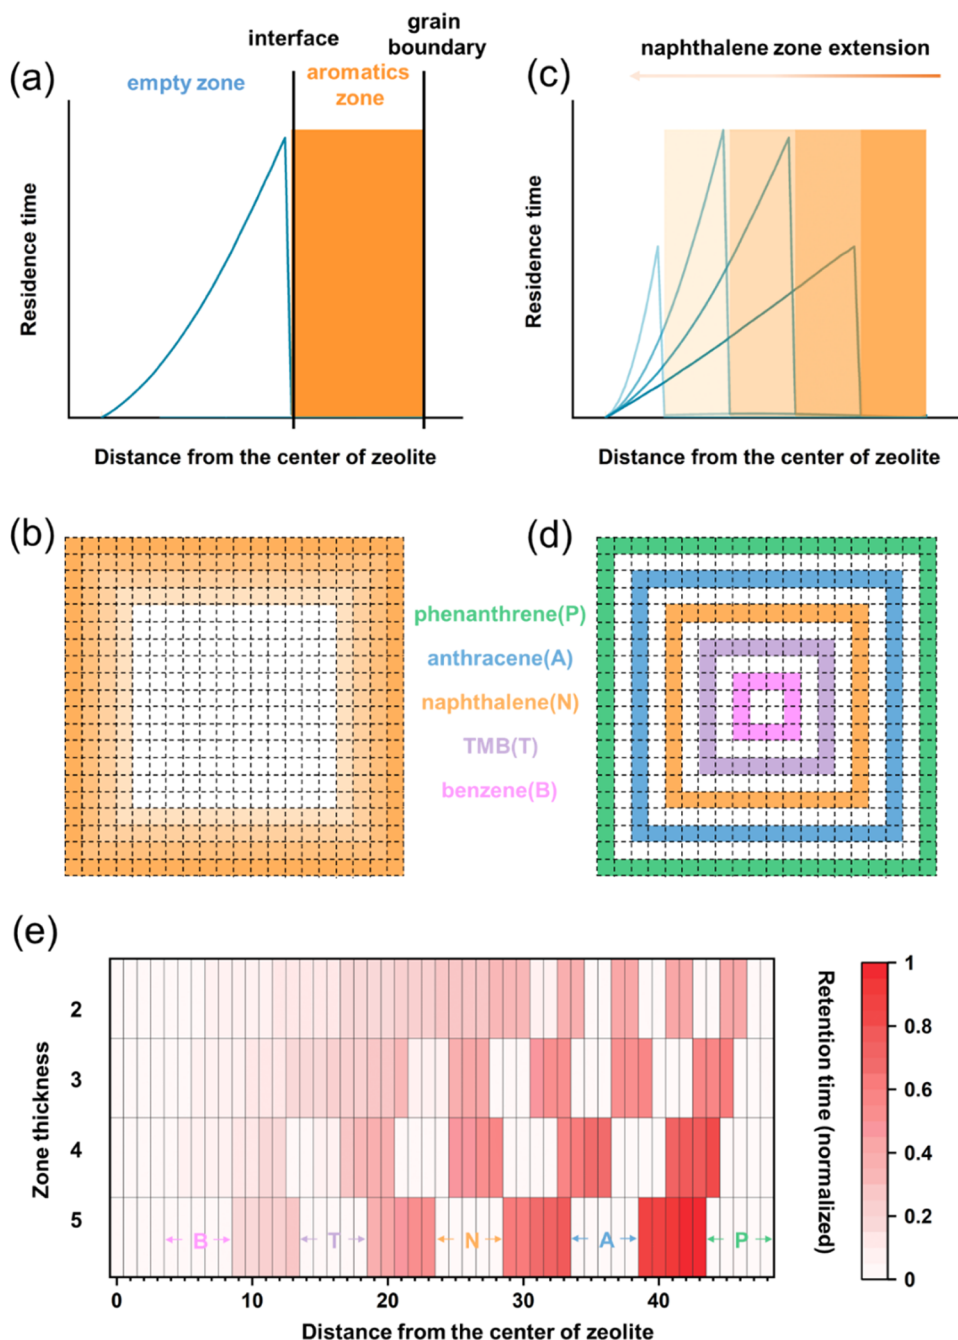 (a)
interface
grain
boundary
empty zone
aromatics
zone
Residence time
Distance from the center of zeolite
(c)
naphthalene zone extension
Residence time
Distance from the center of zeolite
(b)
(d)
phenanthrene(P)
anthracene(A)
naphthalene(N)
TMB(T)
benzene(B)
(e)
Zone thickness
2
3
4
5
B
T
N
A
P
0
10
20
30
40
Distance from the center of zeolite
1
0.8
0.6
0.4
0.2
0
Retention time (normalized)